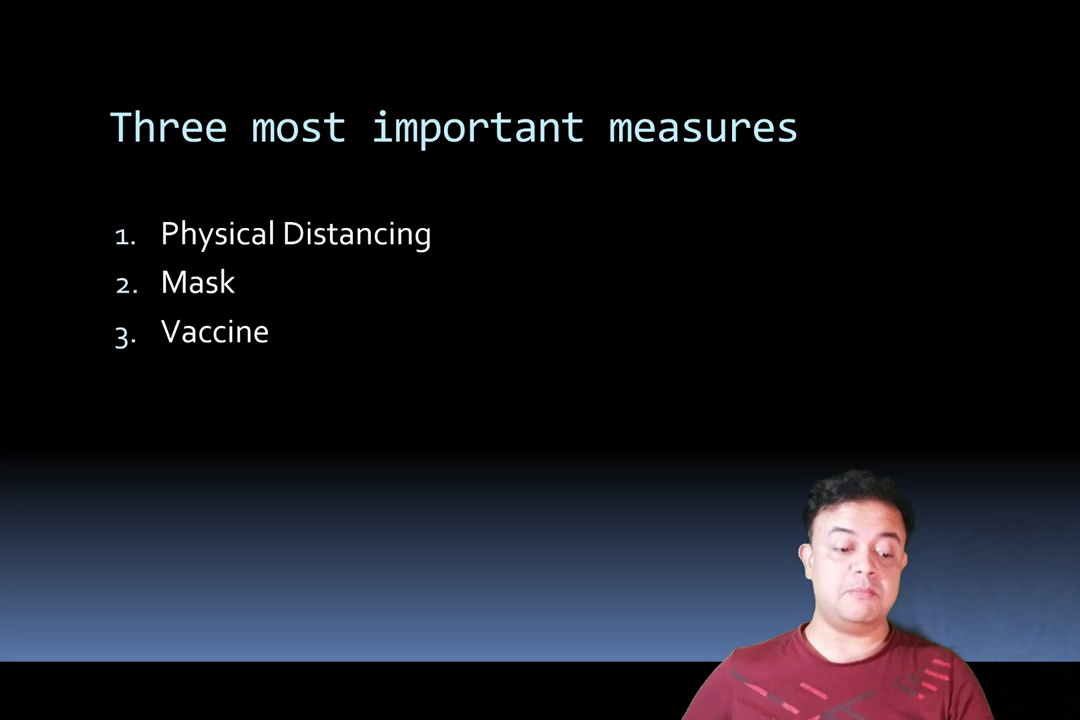 Three most important measures
1. Physical Distancing
2. Mask
3. Vaccine